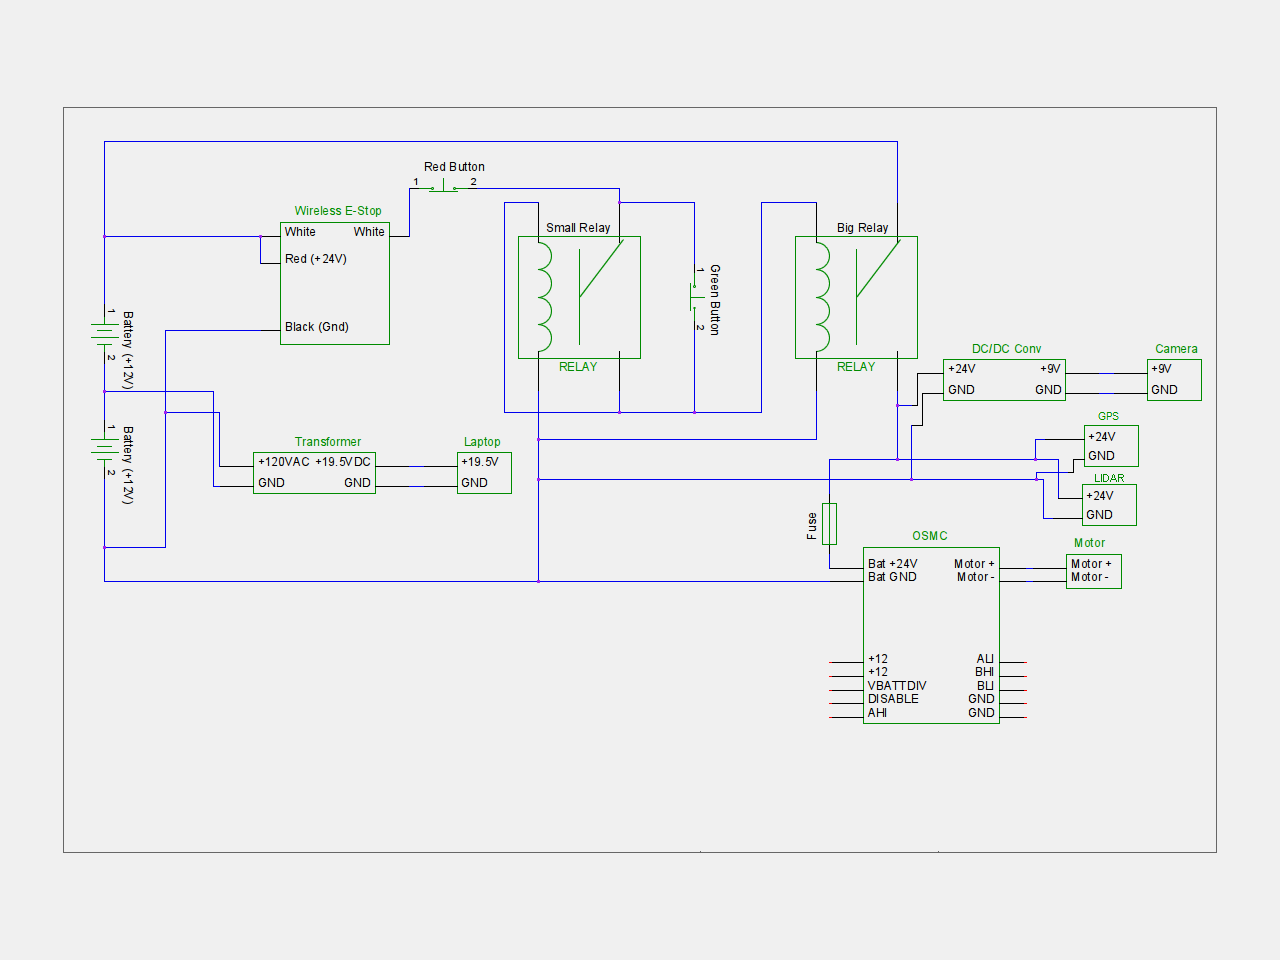 Red Button
1 2
Wireless E-Stop
White White
Red (+24V)
Black (Gnd)
Small Relay
RELAY
1
Green Button
2
Big Relay
RELAY
1
Battery (+12V)
2
1
Battery (+12V)
2
Transformer
+120VAC +19.5VDC
GND GND
Laptop
+19.5V
GND
DC/DC Conv
+24V +9V
GND GND
Camera
+9V
GND
GPS
+24V
GND
LIDAR
+24V
GND
Fuse
OSMC
Bat +24V Motor +
Bat GND Motor -
+12 ALI
+12 BHI
VBATTDIV BLI
DISABLE GND
AHI GND
Motor
Motor +
Motor -